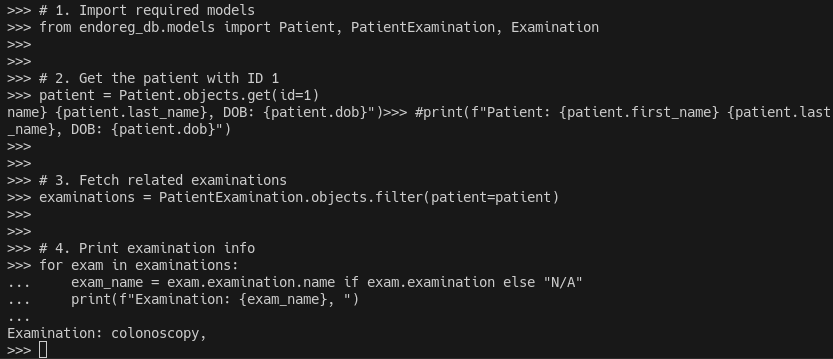 >>> # 1. Import required models
>>> from endoreg_db.models import Patient, PatientExamination, Examination
>>>
>>>
>>> # 2. Get the patient with ID 1
>>> patient = Patient.objects.get(id=1)
name} {patient.last_name}, DOB: {patient.dob}")>>> #print(f"Patient: {patient.first_name} {patient.last
_name}, DOB: {patient.dob}")
>>>
>>>
>>> # 3. Fetch related examinations
>>> examinations = PatientExamination.objects.filter(patient=patient)
>>>
>>>
>>> # 4. Print examination info
>>> for exam in examinations:
...     exam_name = exam.examination.name if exam.examination else "N/A"
...     print(f"Examination: {exam_name}, ")
...
Examination: colonoscopy,
>>>